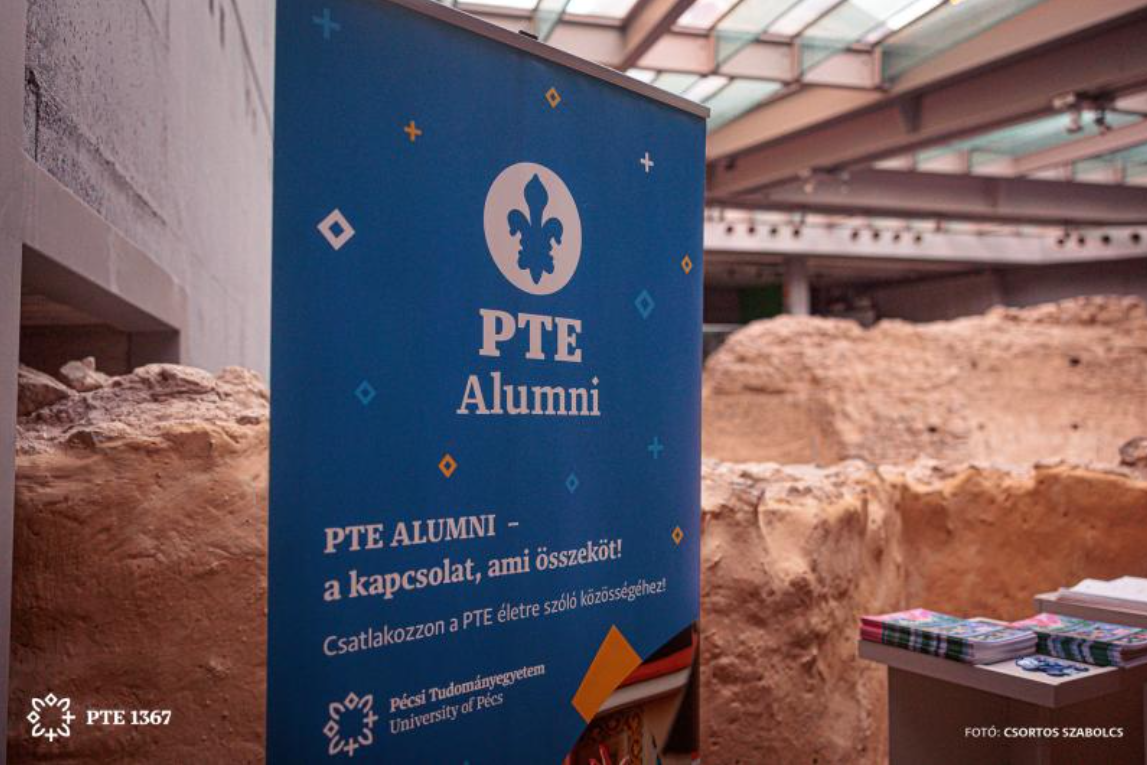 PTE
Alumni
PTE ALUMNI –
a kapcsolat, ami összeköt!
Csatlakozzon a PTE életre szóló közösségéhez!
Pécsi Tudományegyetem
University of Pécs
PTE 1367
FOTÓ: CSORTOS SZABOLCS